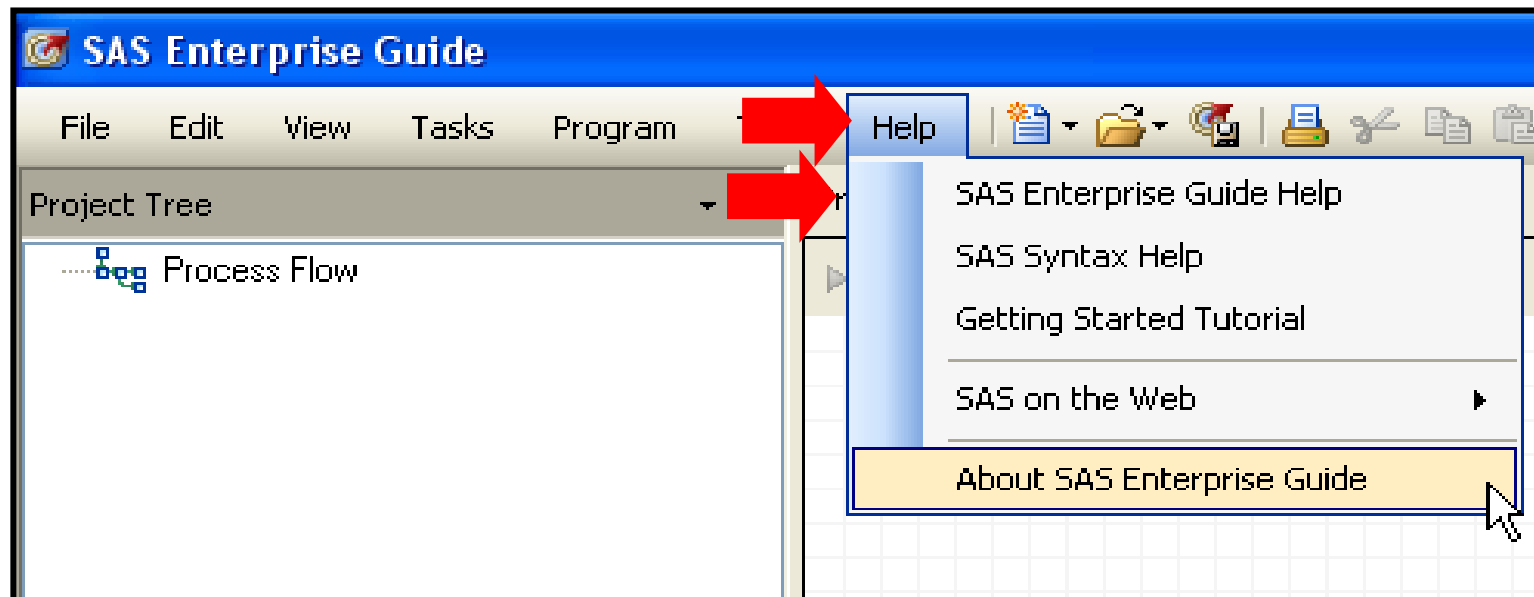 SAS Enterprise Guide
File Edit View Tasks Program Help
Project Tree
Process Flow
SAS Enterprise Guide Help
SAS Syntax Help
Getting Started Tutorial
SAS on the Web
About SAS Enterprise Guide